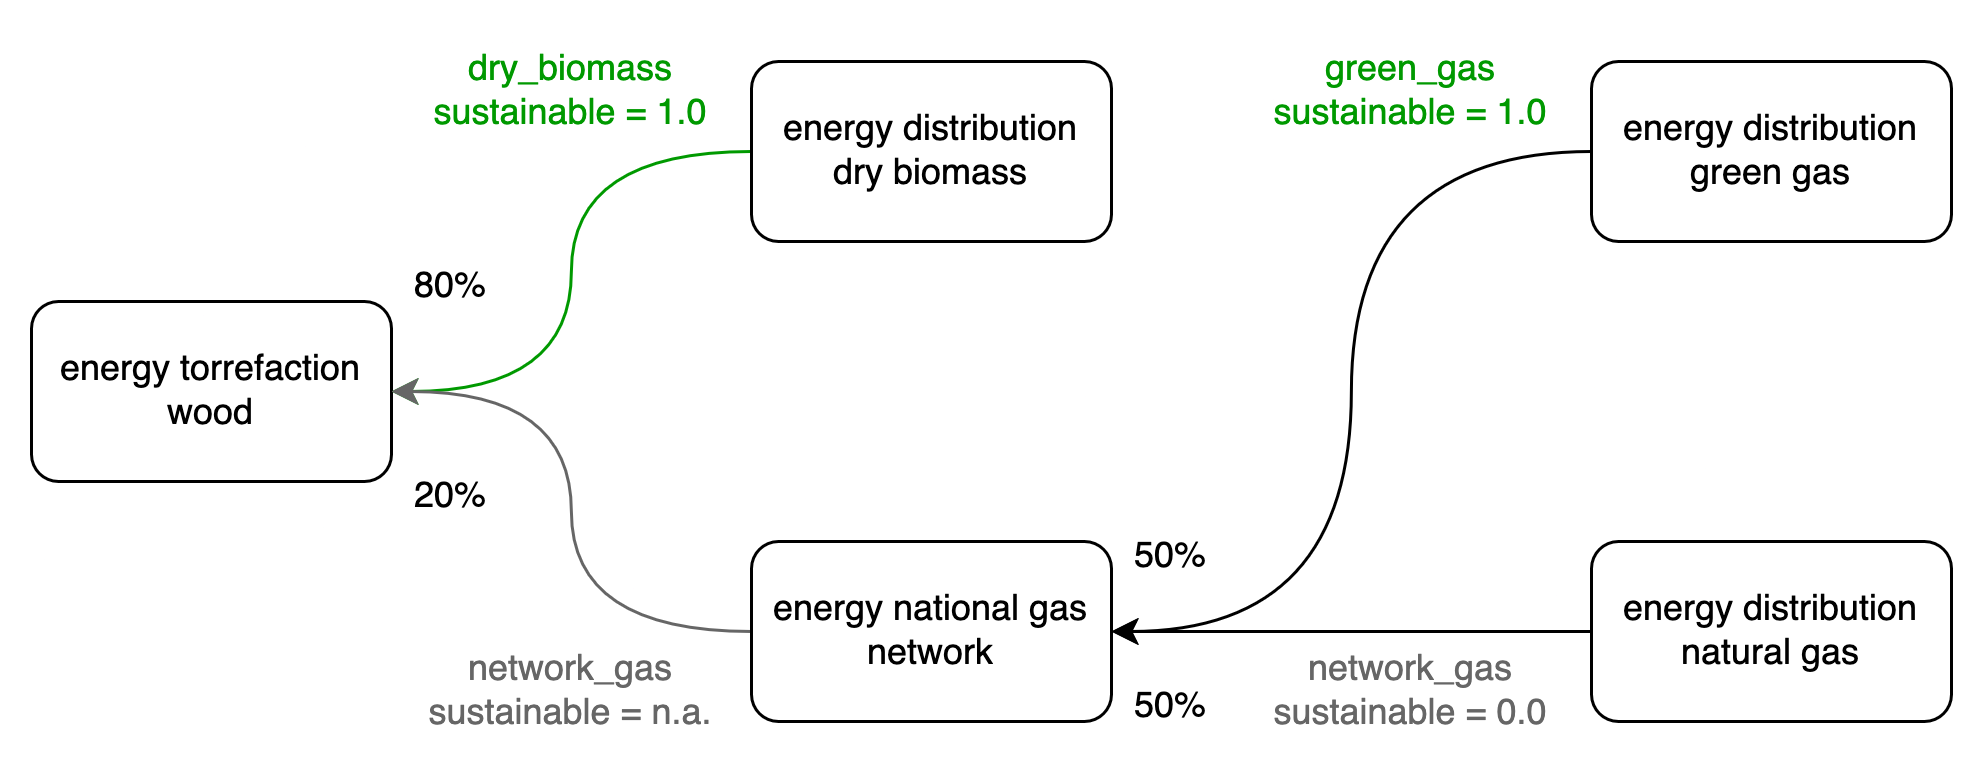 dry_biomass
sustainable = 1.0
energy distribution
dry biomass
green_gas
sustainable = 1.0
energy distribution
green gas
80%
energy torrefaction
wood
20%
50%
energy national gas
network
energy distribution
natural gas
network_gas
sustainable = n.a.
50%
network_gas
sustainable = 0.0